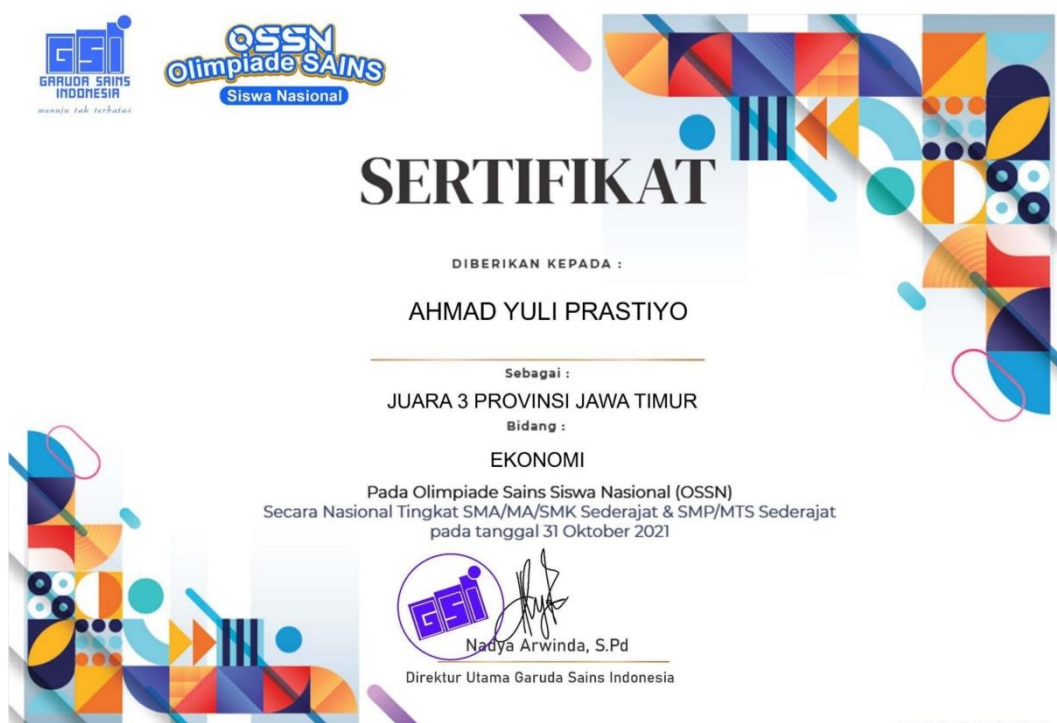 GSI
GARUDA SAINS
INDONESIA
menuju tak terbatas
OSSN
Olimpiade SAINS
Siswa Nasional
SERTIFIKAT
DIBERIKAN KEPADA :
AHMAD YULI PRASTIYO
Sebagai :
JUARA 3 PROVINSI JAWA TIMUR
Bidang :
EKONOMI
Pada Olimpiade Sains Siswa Nasional (OSSN)
Secara Nasional Tingkat SMA/MA/SMK Sederajat & SMP/MTS Sederajat
pada tanggal 31 Oktober 2021
GSI
Nadya Arwinda, S.Pd
Direktur Utama Garuda Sains Indonesia